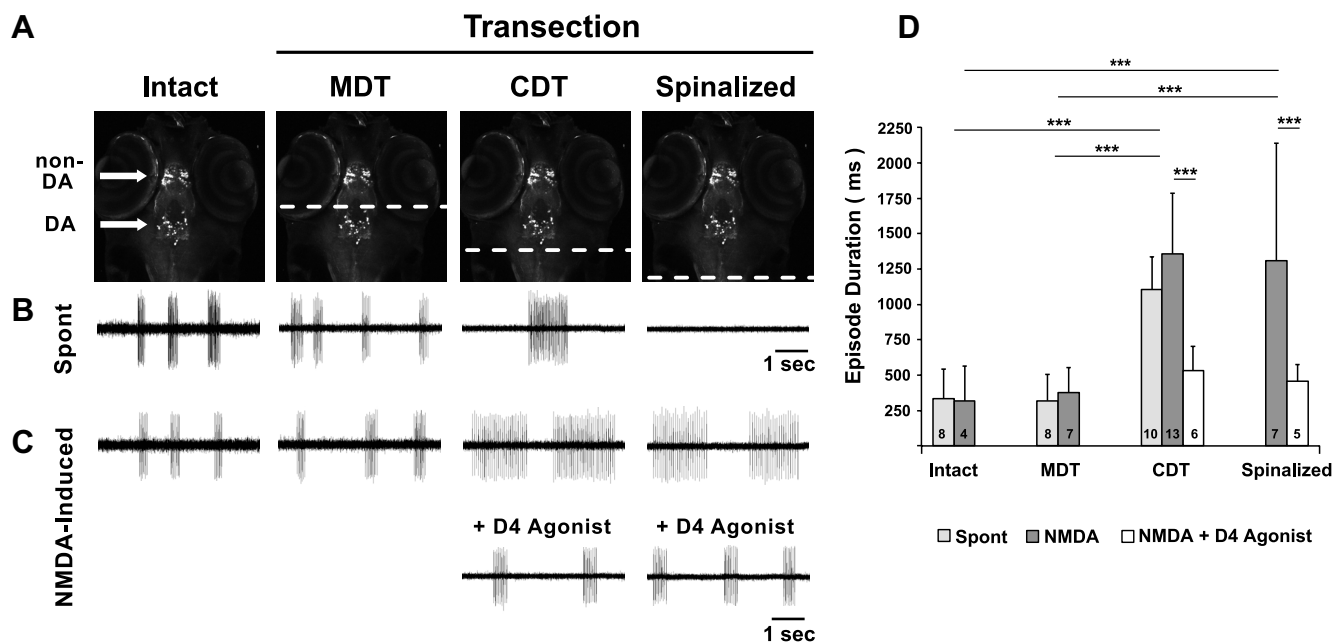 A
Transection
Intact
MDT
CDT
Spinalized
non-
DA
DA
B
Spont
1 sec
C
NMDA-Induced
+ D4 Agonist
+ D4 Agonist
1 sec
D
***
***
***
***
***
***
Episode Duration ( ms )
2250
2000
1750
1500
1250
1000
750
500
250
8
4
8
7
10
13
6
7
5
Intact
MDT
CDT
Spinalized
Spont
NMDA
NMDA + D4 Agonist